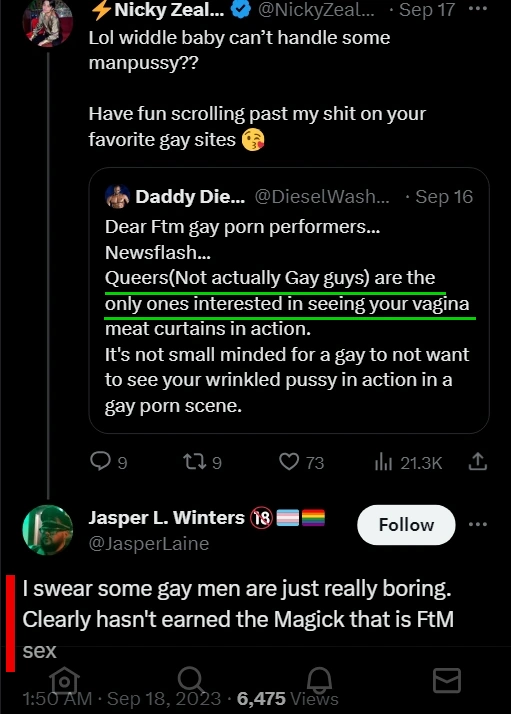 ⚡Nicky Zeal... @NickyZeal... · Sep 17 ···
Lol widdle baby can’t handle some
manpussy??
Have fun scrolling past my shit on your
favorite gay sites 😘
Daddy Die... @DieselWash... · Sep 16
Dear Ftm gay porn performers...
Newsflash...
Queers(Not actually Gay guys) are the
only ones interested in seeing your vagina
meat curtains in action.
It's not small minded for a gay to not want
to see your wrinkled pussy in action in a
gay porn scene.
9 9 73 21.3K
Jasper L. Winters 🔞🏳️‍⚧️🏳️‍🌈
Follow ···
@JasperLaine
I swear some gay men are just really boring.
Clearly hasn't earned the Magick that is FtM
sex
1:50 AM · Sep 18, 2023 · 6,475 Views